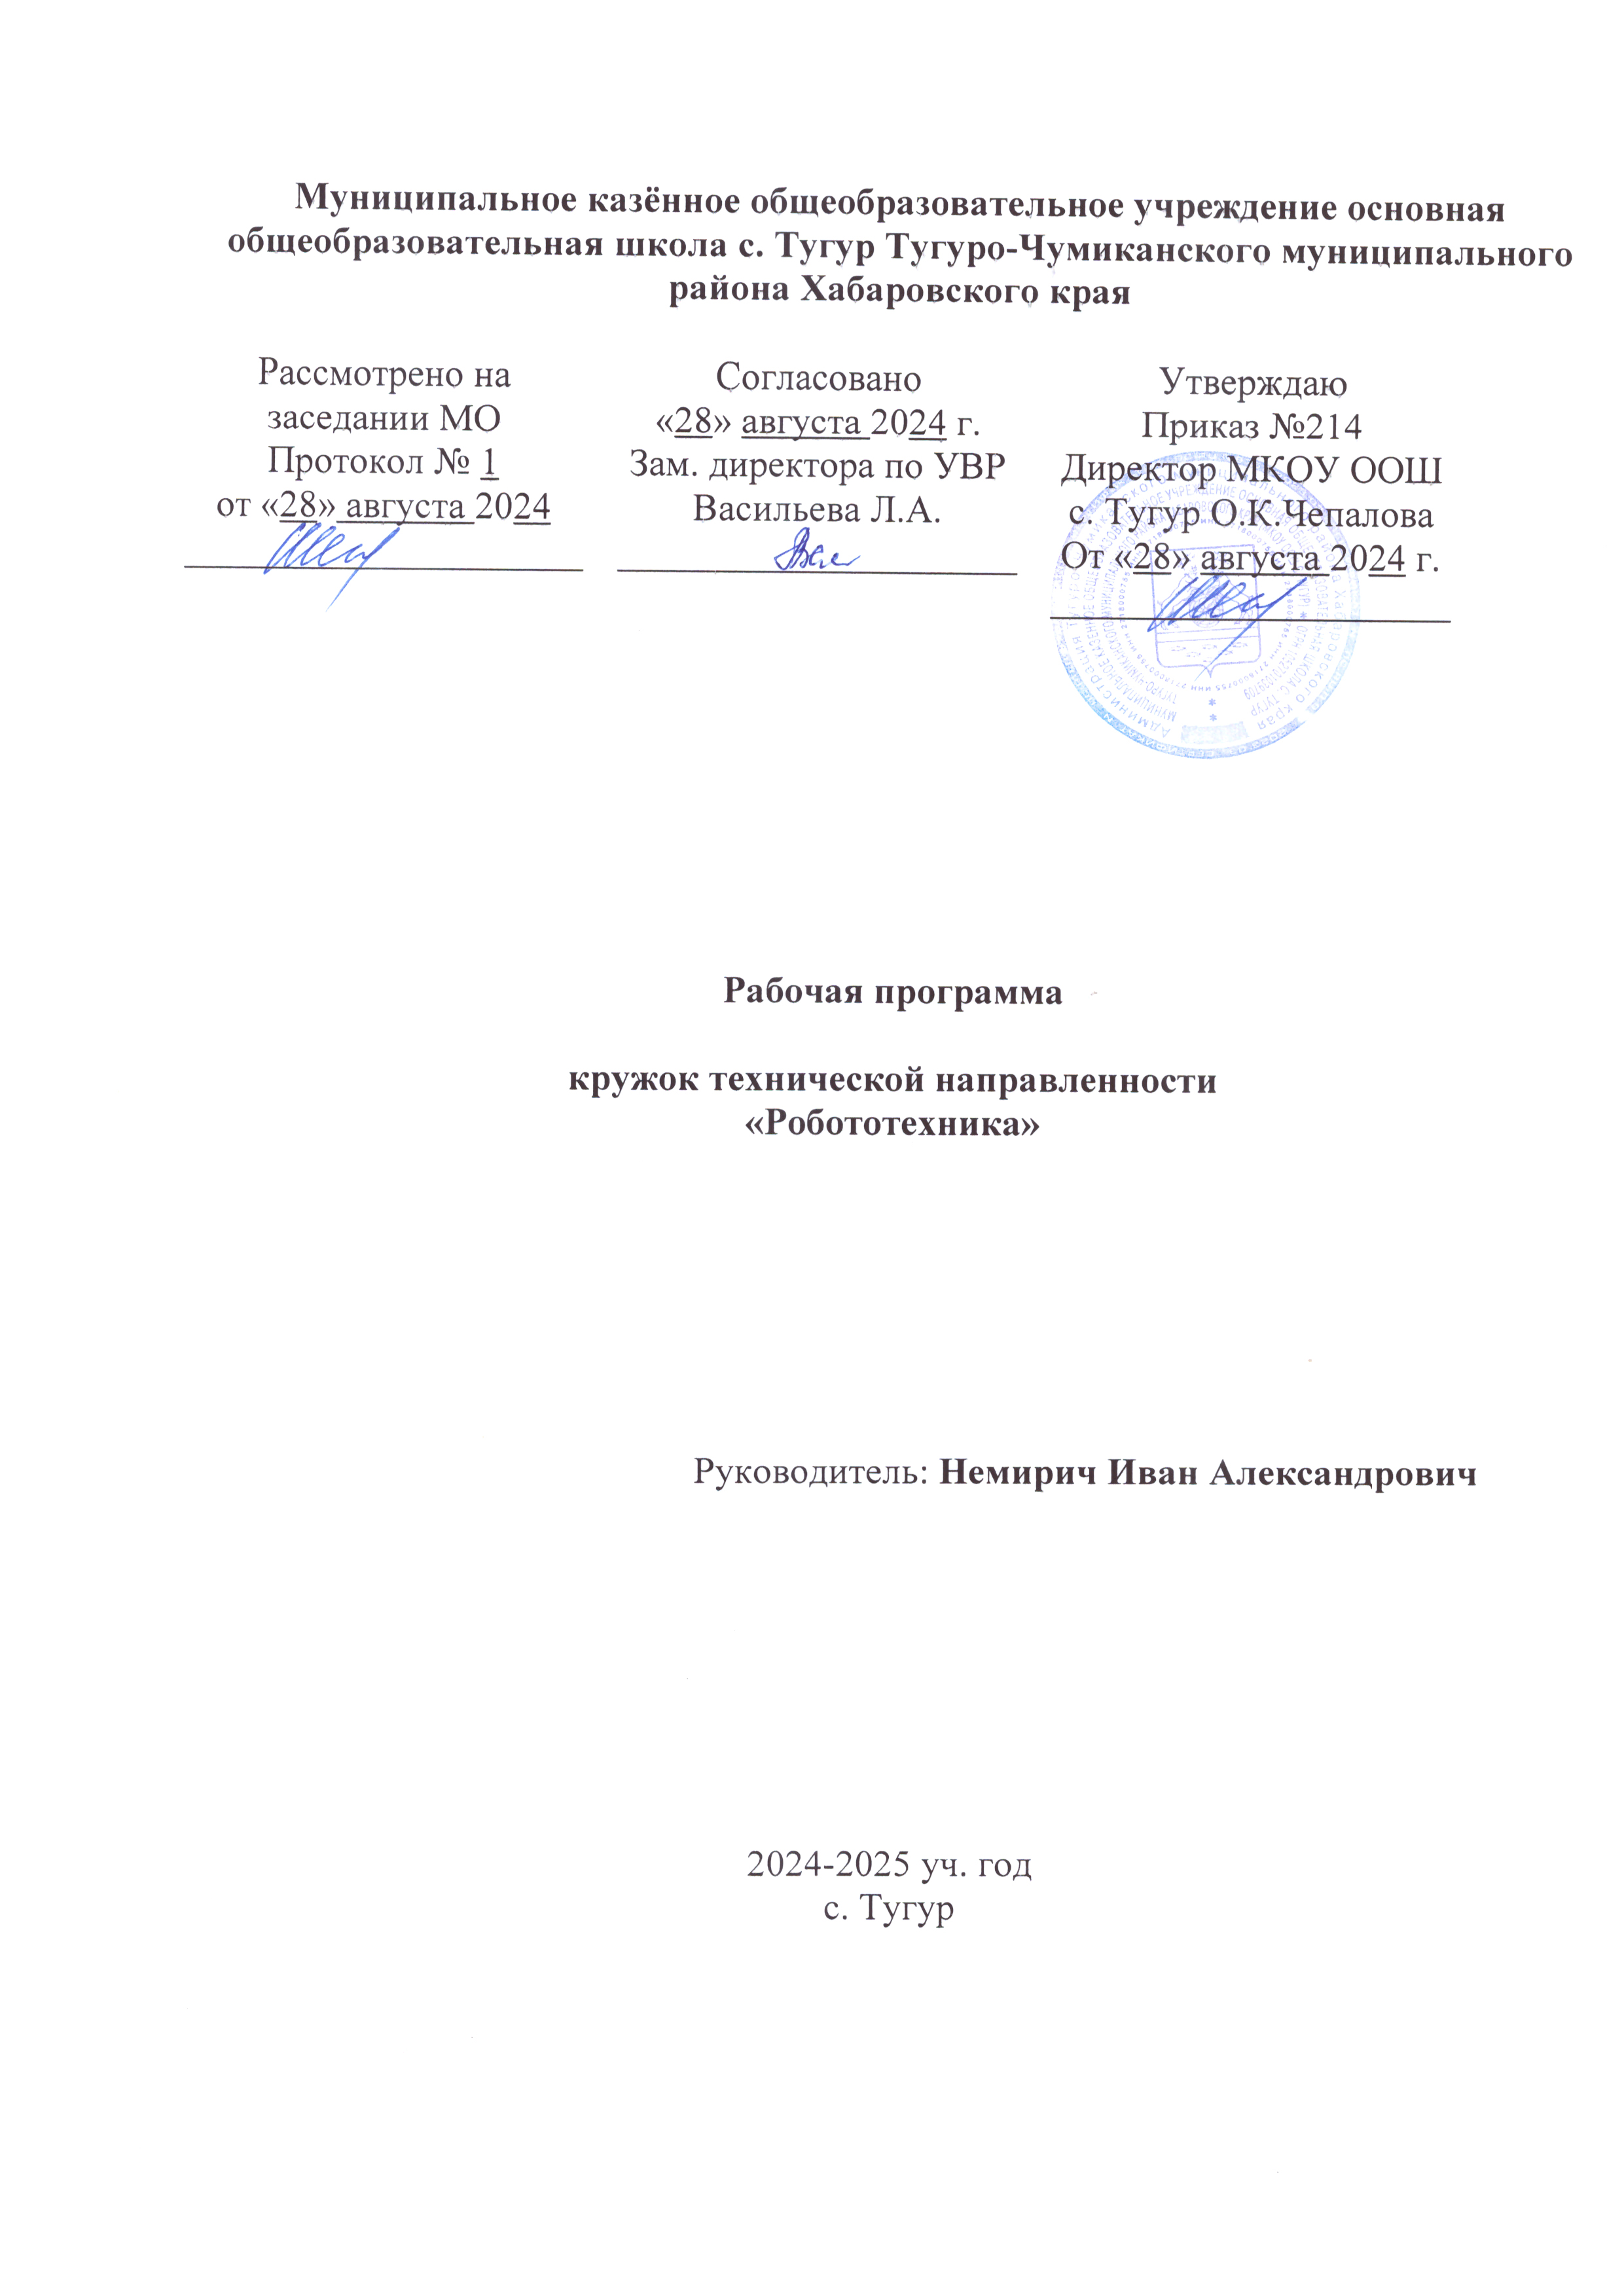 Муниципальное казённое общеобразовательное учреждение основная
общеобразовательная школа с. Тугур Тугуро-Чумиканского муниципального
района Хабаровского края
Рассмотрено на
заседании МО
Протокол № 1
от «28» августа 2024
Согласовано
«28» августа 2024 г.
Зам. директора по УВР
Васильева Л.А.
Утверждаю
Приказ №214
Директор МКОУ ООШ
с. Тугур О.К.Чепалова
От «28» августа 2024 г.
Рабочая программа
кружок технической направленности
«Робототехника»
Руководитель: Немирич Иван Александрович
2024-2025 уч. год
с. Тугур